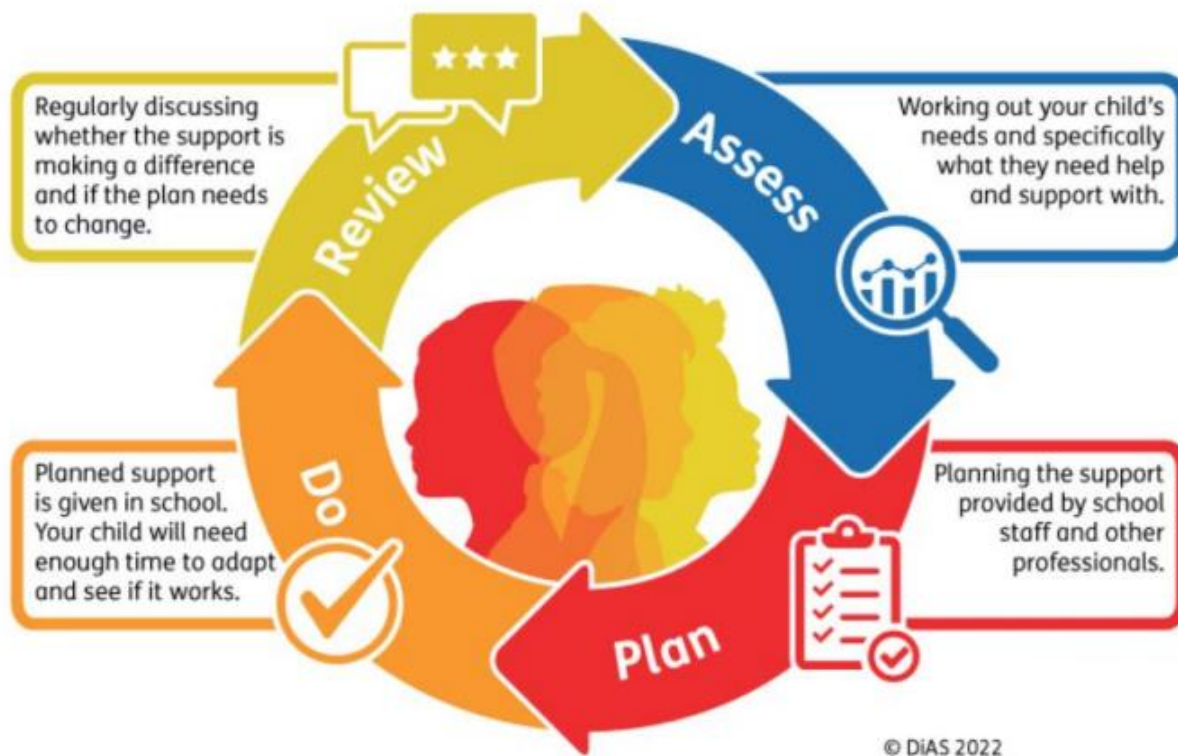 Assess
Working out your child's
needs and specifically
what they need help
and support with.
Plan
Planning the support
provided by school
staff and other
professionals.
Do
Planned support
is given in school.
Your child will need
enough time to adapt
and see if it works.
Review
Regularly discussing
whether the support is
making a difference
and if the plan needs
to change.
© DiAS 2022